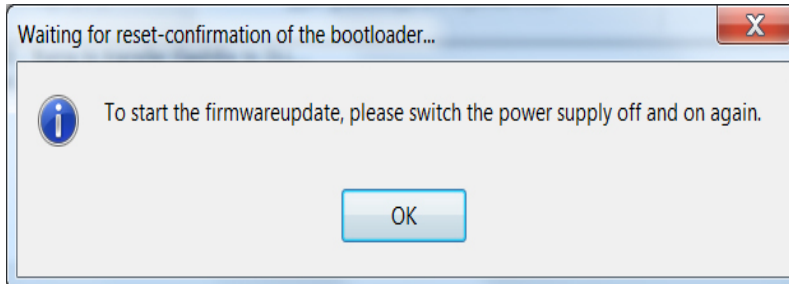 Waiting for reset-confirmation of the bootloader...
To start the firmwareupdate, please switch the power supply off and on again.
OK